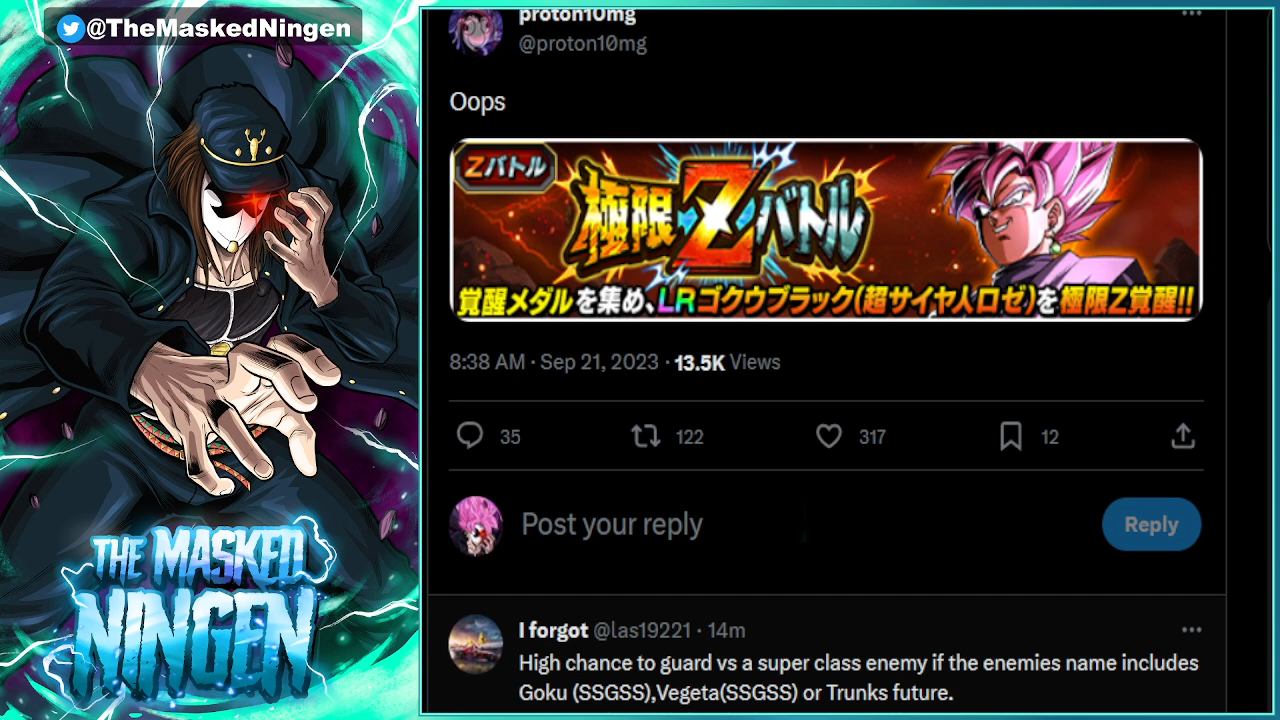 @TheMaskedNingen
THE MASKED
NINGEN
proton10mg
@proton10mg
Oops
Zバトル
極限Zバトル
覚醒メダルを集め、LRゴクウブラック(超サイヤ人ロゼ)を極限Z覚醒!!
8:38 AM · Sep 21, 2023 · 13.5K Views
35 122 317 12
Post your reply
Reply
I forgot @las19221 · 14m
High chance to guard vs a super class enemy if the enemies name includes
Goku (SSGSS),Vegeta(SSGSS) or Trunks future.